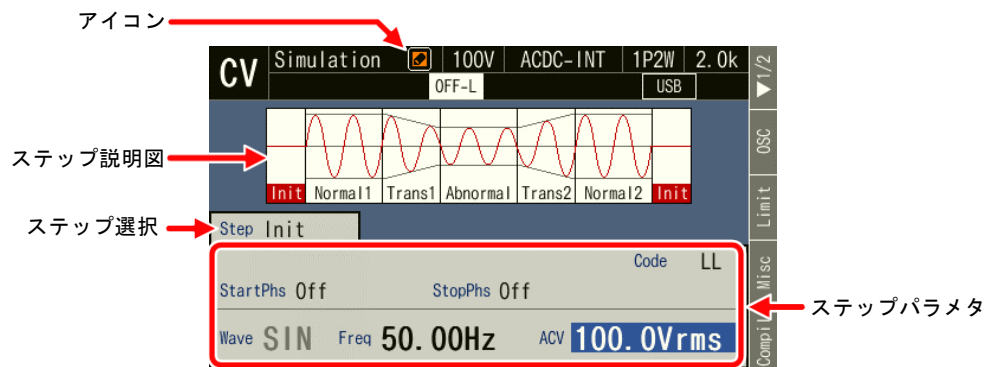 アイコン
CV Simulation 100V ACDC-INT 1P2W 2.0k
OFF-L USB
▼1/2
OSC
Limit
Misc
Compil
ステップ説明図
Init Normal1 Trans1 Abnormal Trans2 Normal2 Init
ステップ選択
Step Init
Code LL
StartPhs Off StopPhs Off
ステップパラメタ
Wave SIN Freq 50.00Hz ACV 100.0Vrms